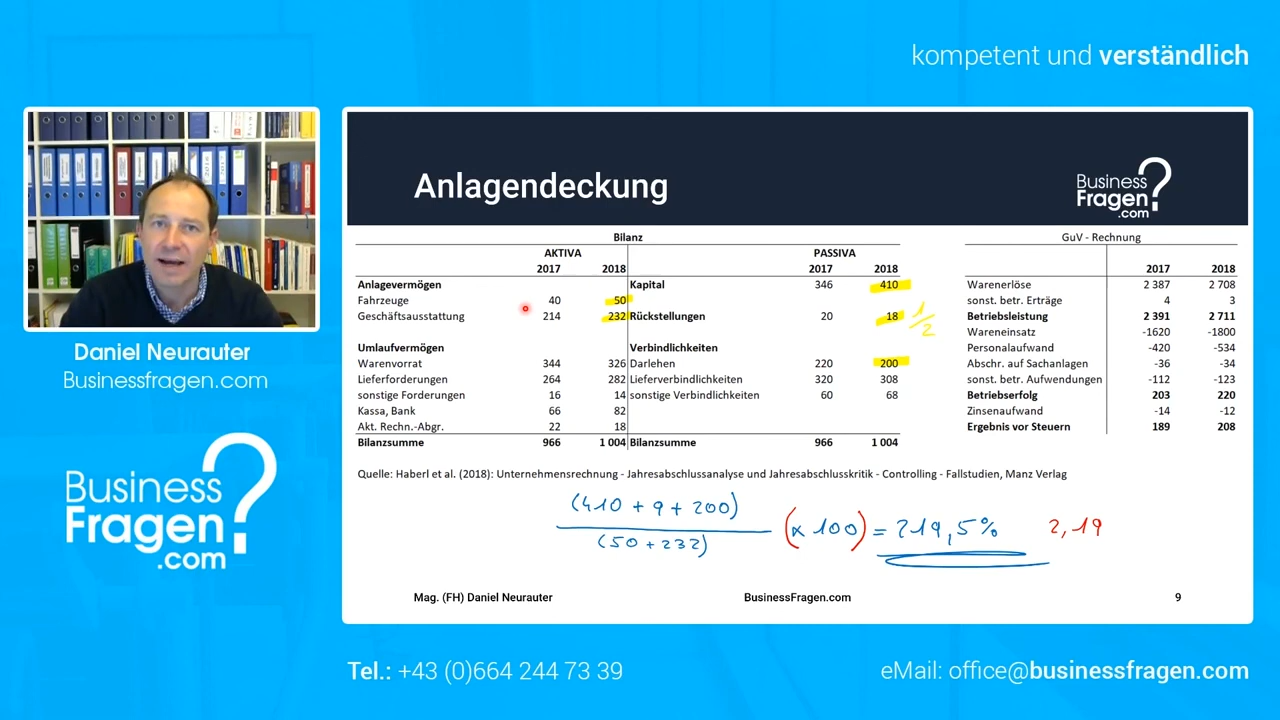 kompetent und verständlich
Daniel Neurauter
Businessfragen.com
Business
Fragen
.com
?
Anlagendeckung
Business
Fragen
.com
?
Bilanz
AKTIVA PASSIVA
2017 2018 2017 2018
Anlagevermögen Kapital 346 410
Fahrzeuge 40 50
Geschäftsausstattung 214 232 Rückstellungen 20 18 1/2
Umlaufvermögen Verbindlichkeiten
Warenvorrat 344 326 Darlehen 220 200
Lieferforderungen 264 282 Lieferverbindlichkeiten 320 308
sonstige Forderungen 16 14 sonstige Verbindlichkeiten 60 68
Kassa, Bank 66 82
Akt. Rechn.-Abgr. 22 18
Bilanzsumme 966 1 004 Bilanzsumme 966 1 004
GuV - Rechnung
2017 2018
Warenerlöse 2 387 2 708
sonst. betr. Erträge 4 3
Betriebsleistung 2 391 2 711
Wareneinsatz -1620 -1800
Personalaufwand -420 -534
Abschr. auf Sachanlagen -36 -34
sonst. betr. Aufwendungen -112 -123
Betriebserfolg 203 220
Zinsenaufwand -14 -12
Ergebnis vor Steuern 189 208
Quelle: Haberl et al. (2018): Unternehmensrechnung - Jahresabschlussanalyse und Jahresabschlusskritik - Controlling - Fallstudien, Manz Verlag
(410 + 9 + 200)
(50 + 232)
(x 100) = 219,5% 2,19
Mag. (FH) Daniel Neurauter BusinessFragen.com 9
Tel.: +43 (0)664 244 73 39 eMail: office@businessfragen.com